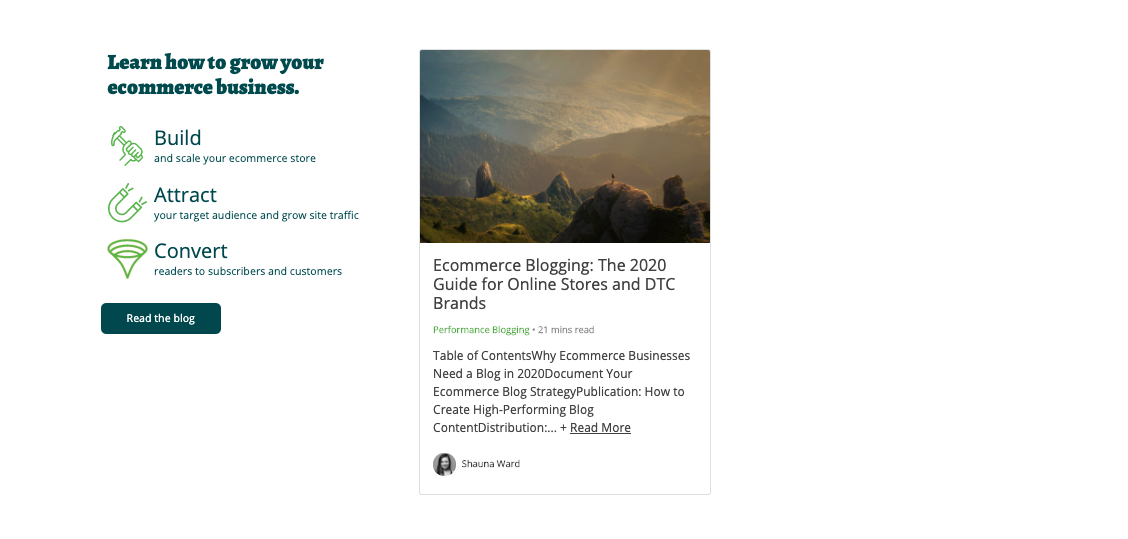 Learn how to grow your
ecommerce business.
Build
and scale your ecommerce store
Attract
your target audience and grow site traffic
Convert
readers to subscribers and customers
Read the blog
Ecommerce Blogging: The 2020
Guide for Online Stores and DTC
Brands
Performance Blogging • 21 mins read
Table of ContentsWhy Ecommerce Businesses
Need a Blog in 2020Document Your
Ecommerce Blog StrategyPublication: How to
Create High-Performing Blog
ContentDistribution:... + Read More
Shauna Ward